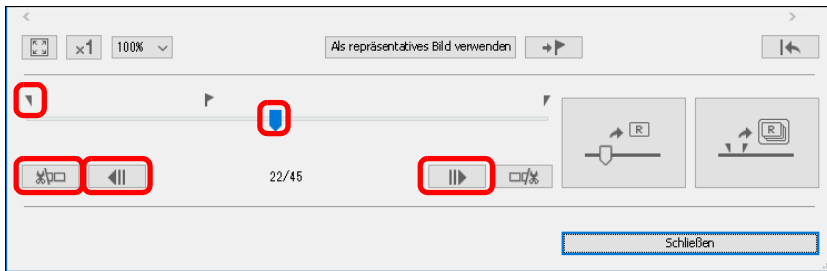 ×1 100% Als repräsentatives Bild verwenden
R R
22/45
Schließen